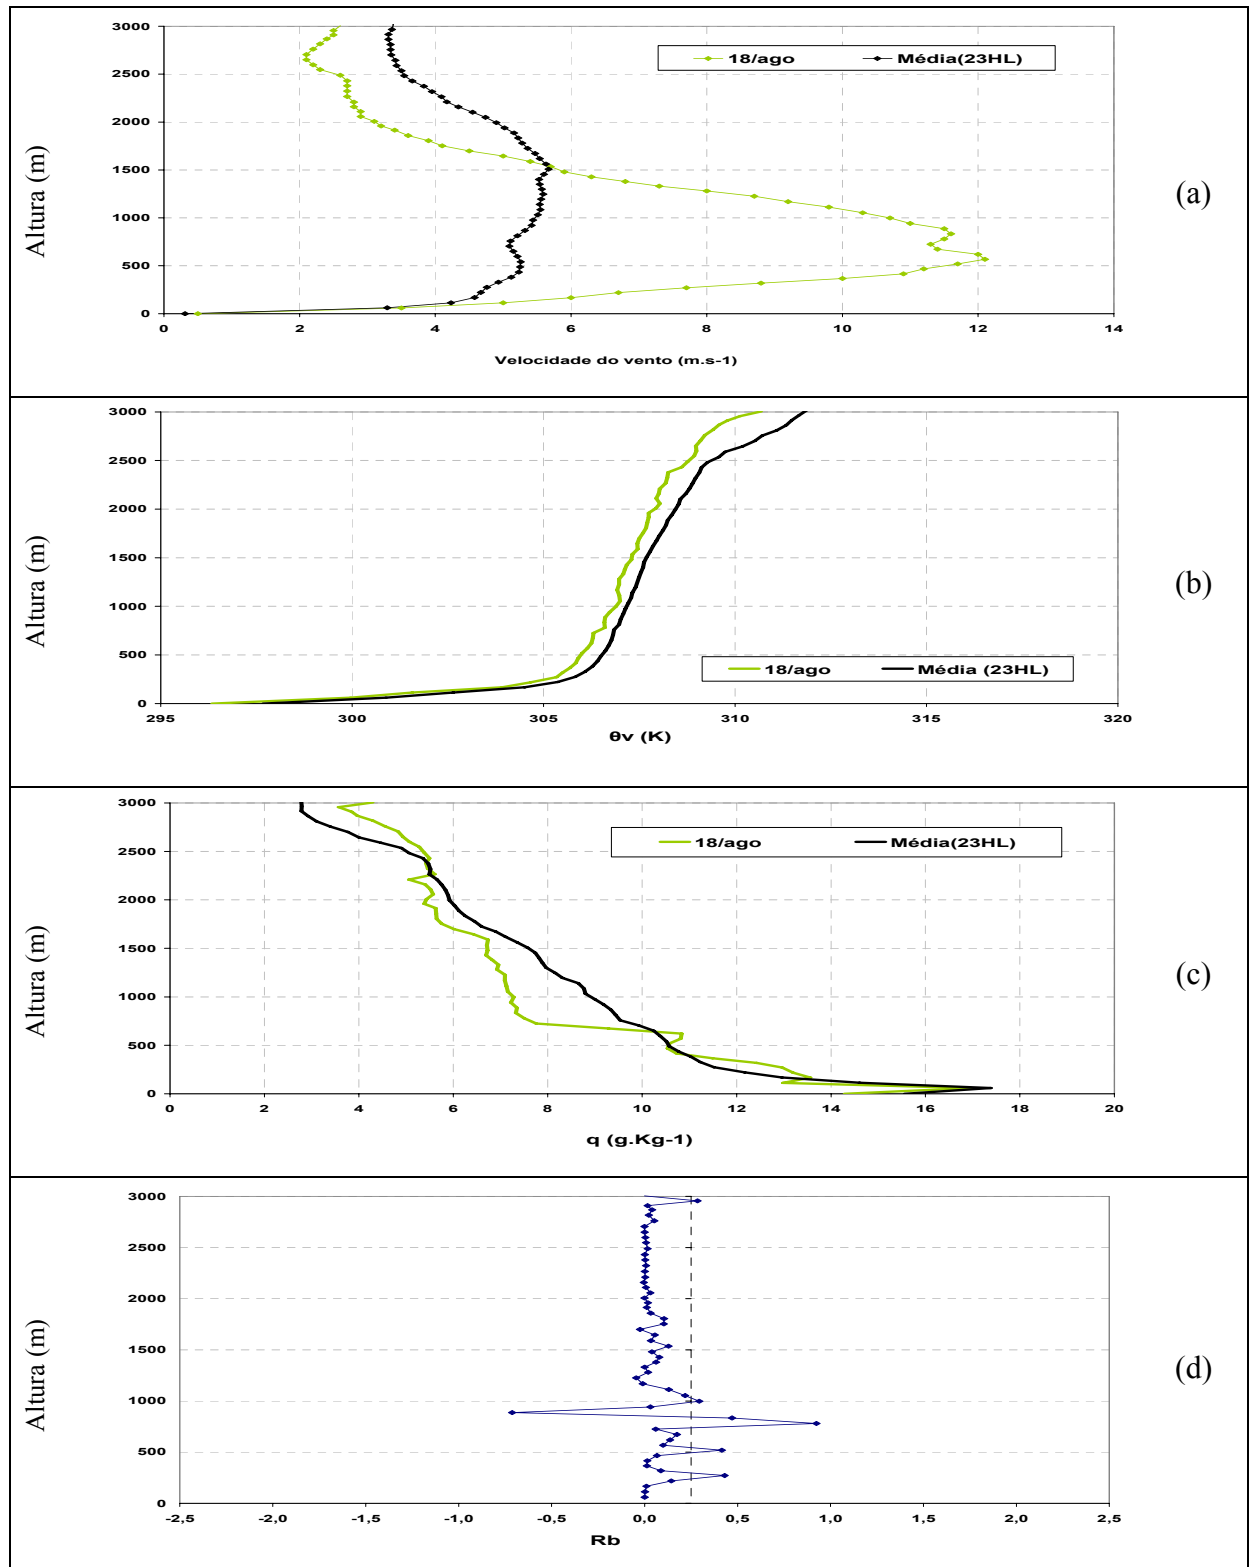 3000
2500
2000
1500
1000
500
0
Altura (m)
18/ago
Média(23HL)
(a)
0 2 4 6 8 10 12 14
Velocidade do vento (m.s-1)
3000
2500
2000
1500
1000
500
0
Altura (m)
18/ago
Média (23HL)
(b)
295 300 305 310 315 320
θv (K)
3000
2500
2000
1500
1000
500
0
Altura (m)
18/ago
Média(23HL)
(c)
0 2 4 6 8 10 12 14 16 18 20
q (g.Kg-1)
3000
2500
2000
1500
1000
500
0
Altura (m)
(d)
-2,5 -2,0 -1,5 -1,0 -0,5 0,0 0,5 1,0 1,5 2,0 2,5
Rb